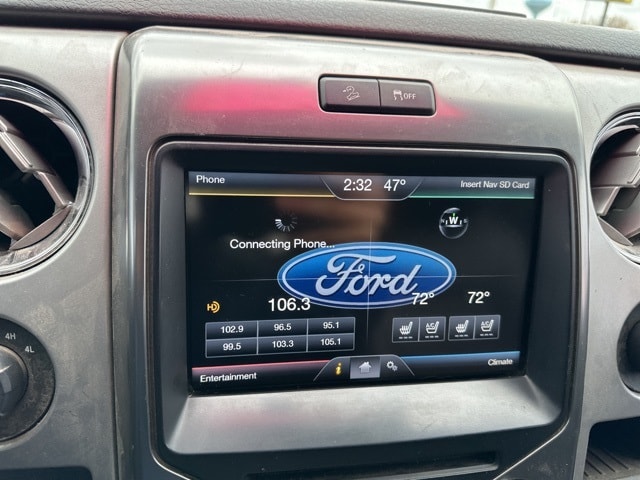 OFF
Phone
2:32 47°
Insert Nav SD Card
W
Connecting Phone...
Ford
HD
106.3
72° 72°
102.9 96.5 95.1
99.5 103.3 105.1
A/C A/C
Entertainment
i
Climate
4H
4L